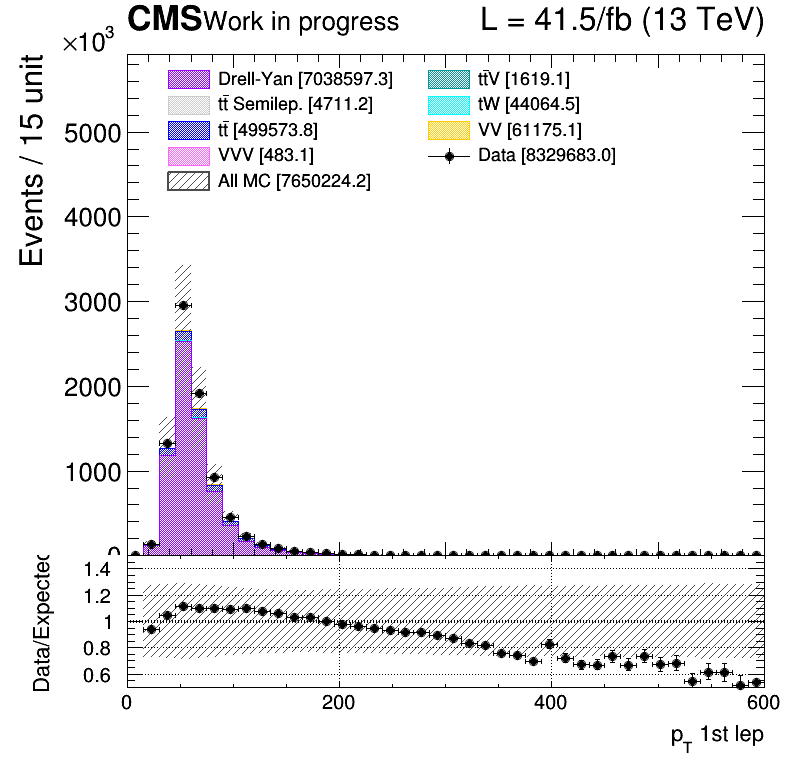 CMS Work in progress L = 41.5/fb (13 TeV)
×10³
Events / 15 unit
Drell-Yan [7038597.3]
tt̄ Semilep. [4711.2]
tt̄ [499573.8]
VVV [483.1]
All MC [7650224.2]
tt̄V [1619.1]
tW [44064.5]
VV [61175.1]
Data [8329683.0]
5000
4000
3000
2000
1000
0
Data/Expected
1.4
1.2
1
0.8
0.6
0 200 400 600
p_T 1st lep